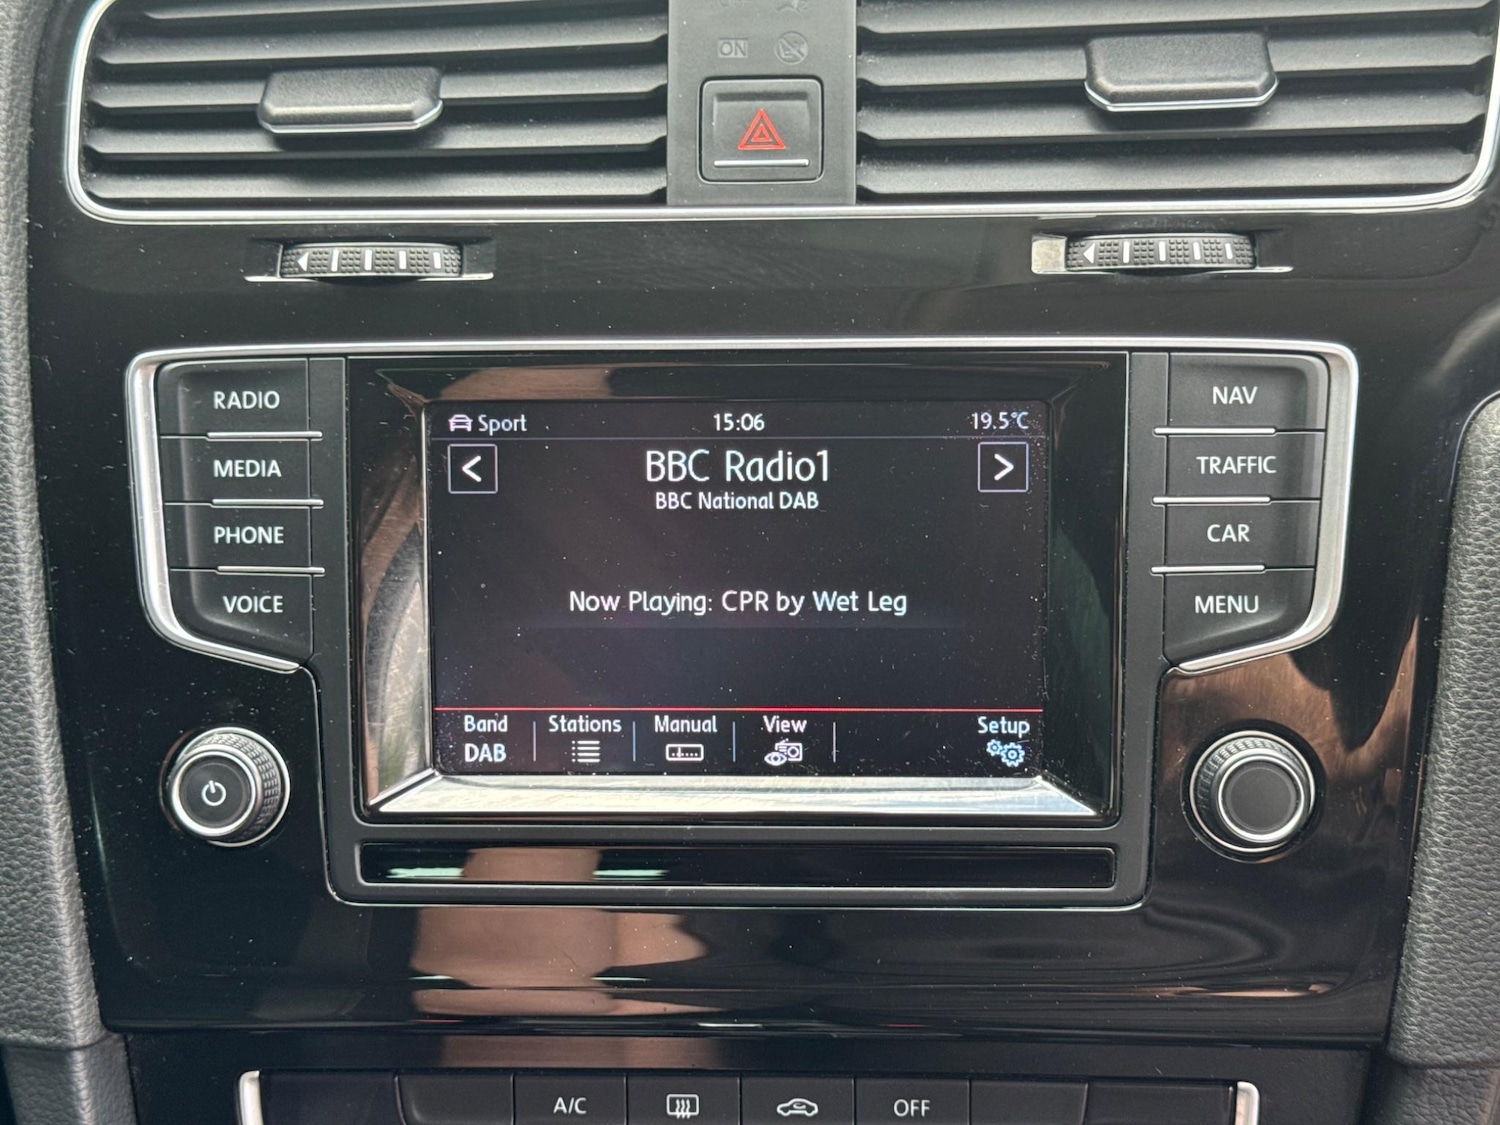 ON
RADIO
MEDIA
PHONE
VOICE
Sport 15:06 19.5°C
< BBC Radio1 >
BBC National DAB
Now Playing: CPR by Wet Leg
Band Stations Manual View Setup
DAB
NAV
TRAFFIC
CAR
MENU
A/C OFF